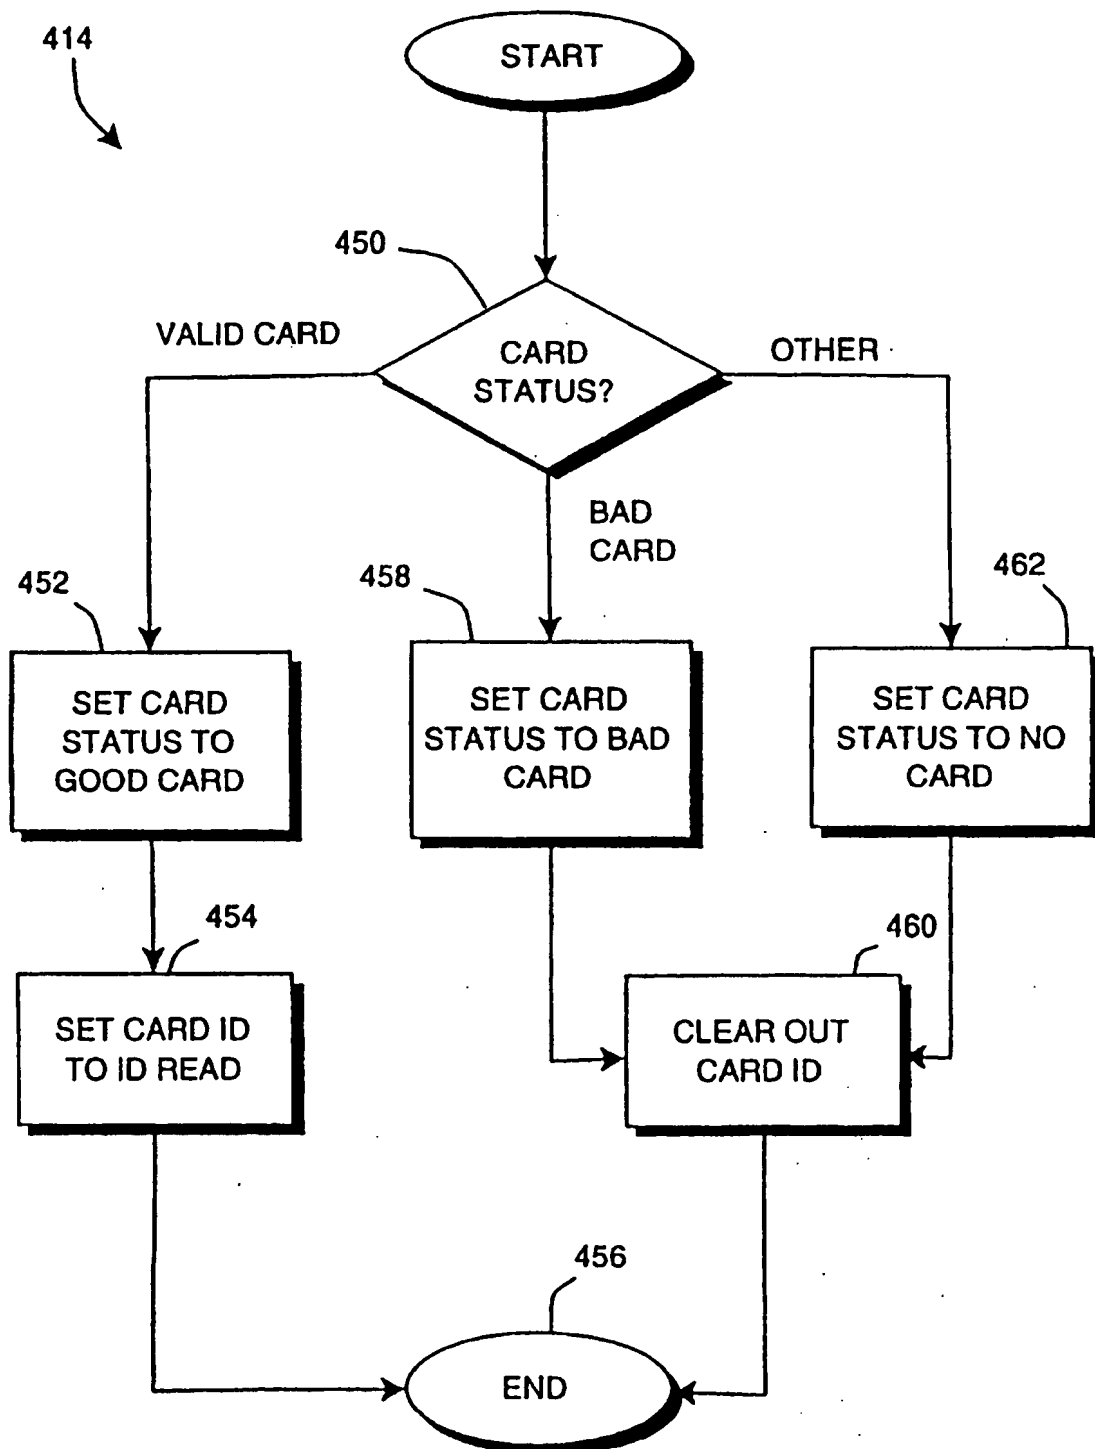 414
START
450
VALID CARD
CARD
STATUS?
OTHER
BAD
CARD
452
458
462
SET CARD
STATUS TO
GOOD CARD
SET CARD
STATUS TO BAD
CARD
SET CARD
STATUS TO NO
CARD
454
460
SET CARD ID
TO ID READ
CLEAR OUT
CARD ID
456
END